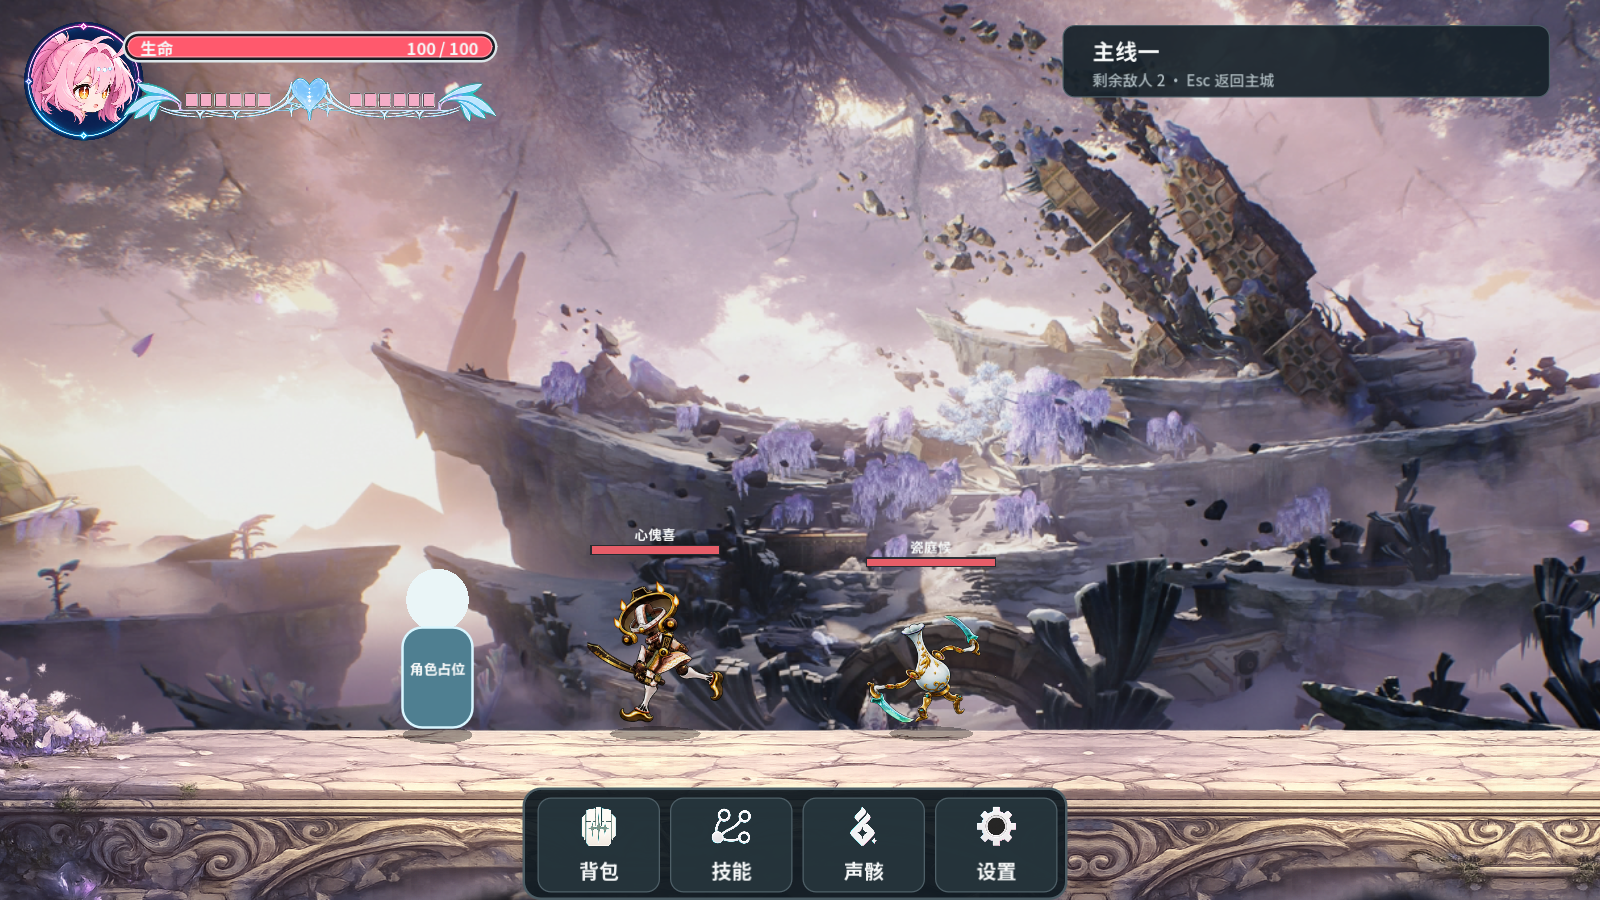 生命
100 / 100
主线一
剩余敌人 2 · Esc 返回主城
心傀喜
瓷庭候
角色占位
背包
技能
声骸
设置